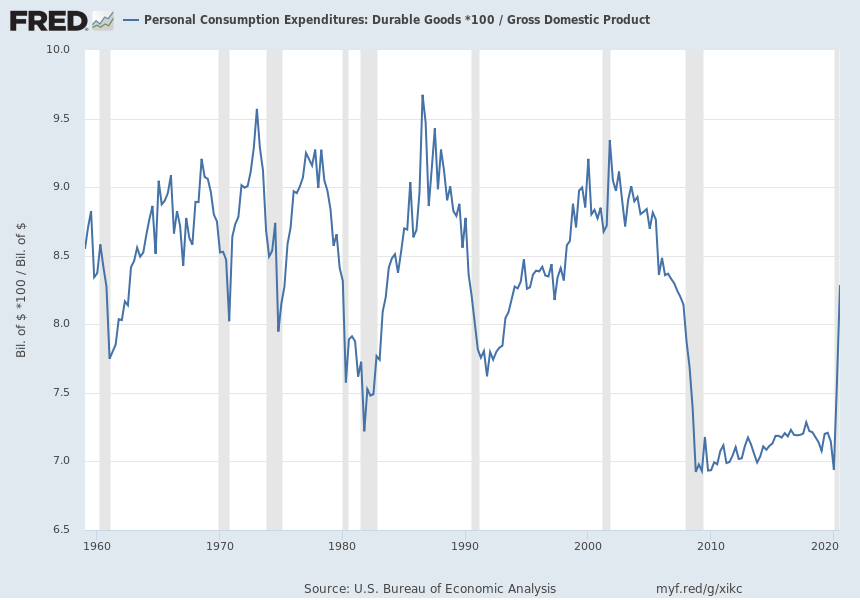 FRED
Personal Consumption Expenditures: Durable Goods *100 / Gross Domestic Product
Bil. of $ *100 / Bil. of $
10.0
9.5
9.0
8.5
8.0
7.5
7.0
6.5
1960 1970 1980 1990 2000 2010 2020
Source: U.S. Bureau of Economic Analysis myf.red/g/xikc